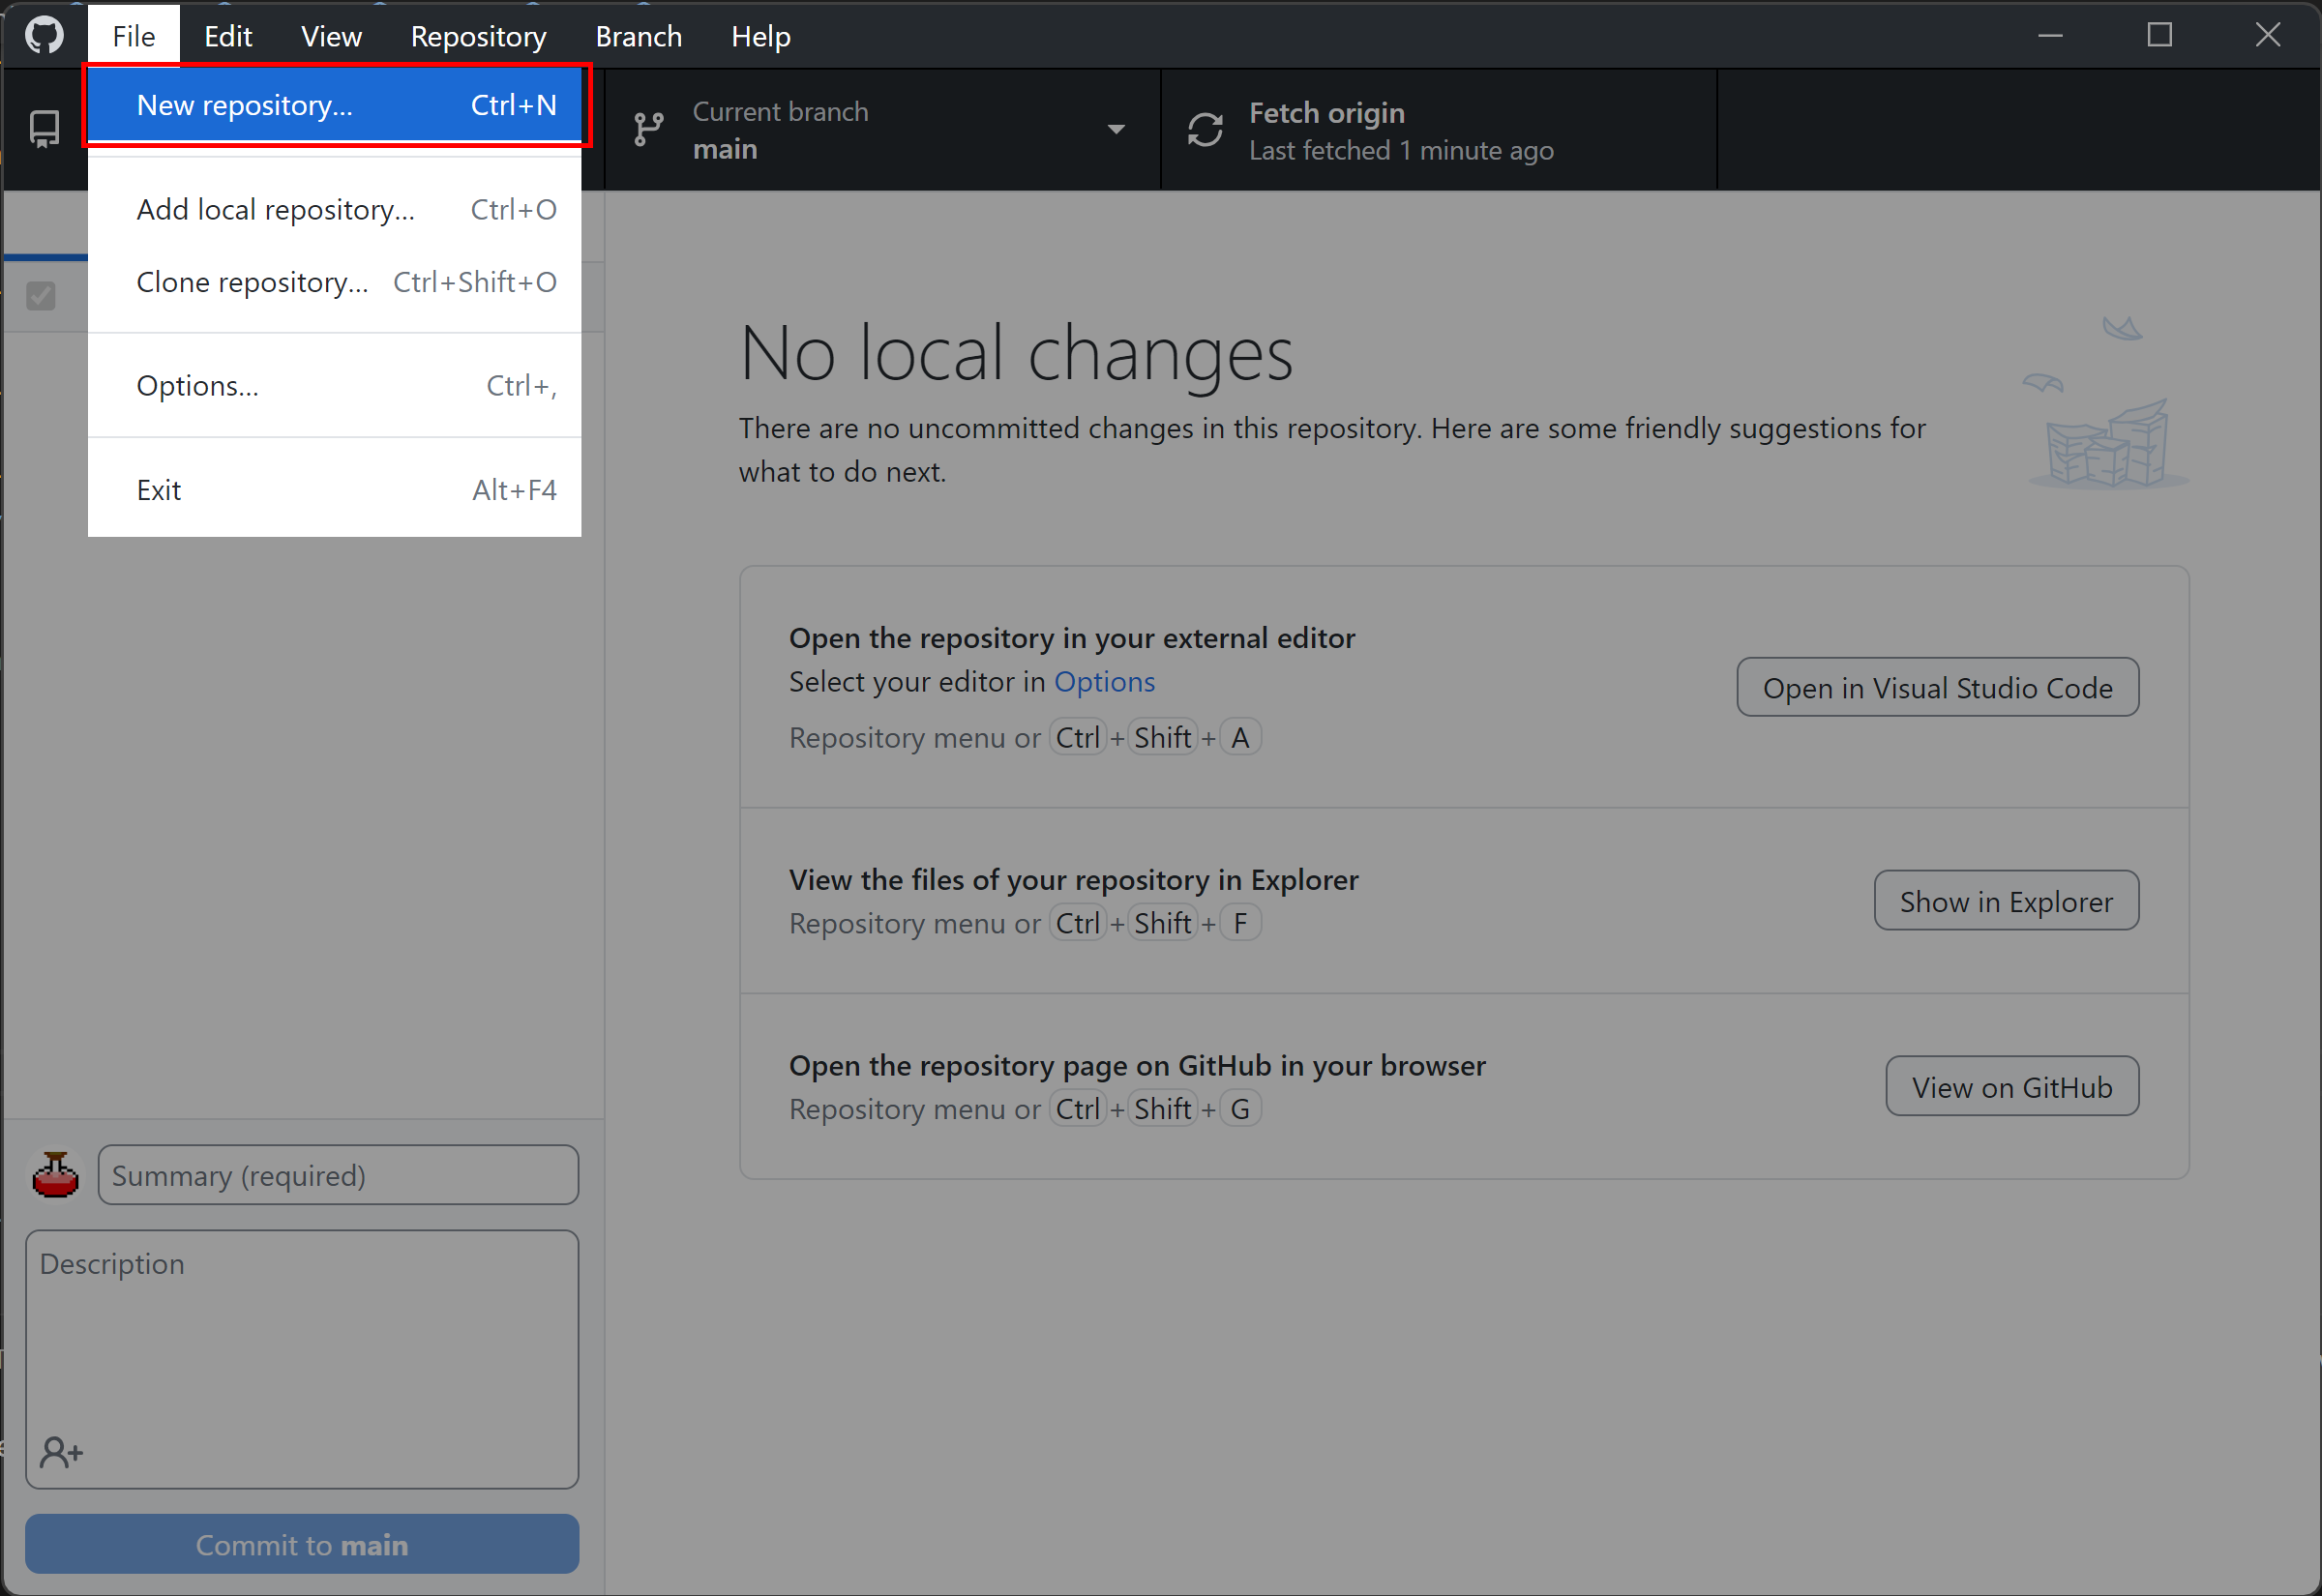 File Edit View Repository Branch Help
New repository... Ctrl+N
Add local repository... Ctrl+O
Clone repository... Ctrl+Shift+O
Options... Ctrl+,
Exit Alt+F4
Current branch
main
Fetch origin
Last fetched 1 minute ago
No local changes
There are no uncommitted changes in this repository. Here are some friendly suggestions for
what to do next.
Open the repository in your external editor
Select your editor in Options
Repository menu or Ctrl + Shift + A
Open in Visual Studio Code
View the files of your repository in Explorer
Repository menu or Ctrl + Shift + F
Show in Explorer
Open the repository page on GitHub in your browser
Repository menu or Ctrl + Shift + G
View on GitHub
Summary (required)
Description
Commit to main